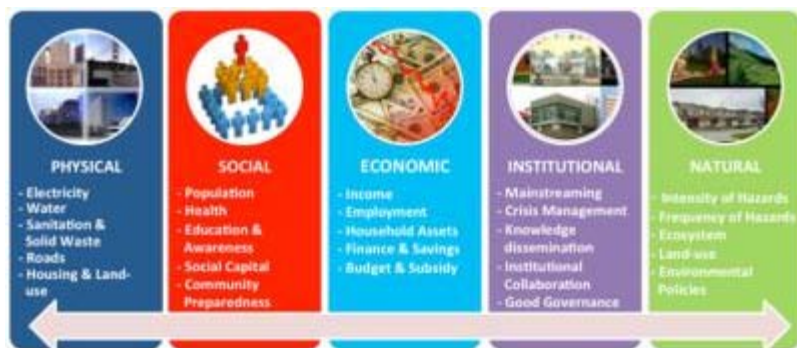 PHYSICAL
- Electricity
- Water
- Sanitation &
Solid Waste
- Roads
- Housing & Land-
use
SOCIAL
- Population
- Health
- Education &
Awareness
- Social Capital
- Community
Preparedness
ECONOMIC
- Income
- Employment
- Household Assets
- Finance & Savings
- Budget & Subsidy
INSTITUTIONAL
- Mainstreaming
- Crisis Management
- Knowledge
dissemination
- Institutional
Collaboration
- Good Governance
NATURAL
- Intensity of Hazards
- Frequency of Hazards
- Ecosystem
- Land-use
- Environmental
Policies